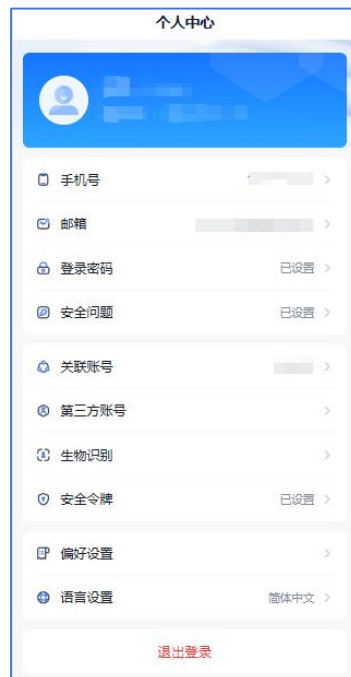 个人中心
手机号
邮箱
登录密码 已设置
安全问题 已设置
关联账号
第三方账号
生物识别
安全令牌 已设置
偏好设置
语言设置 简体中文
退出登录